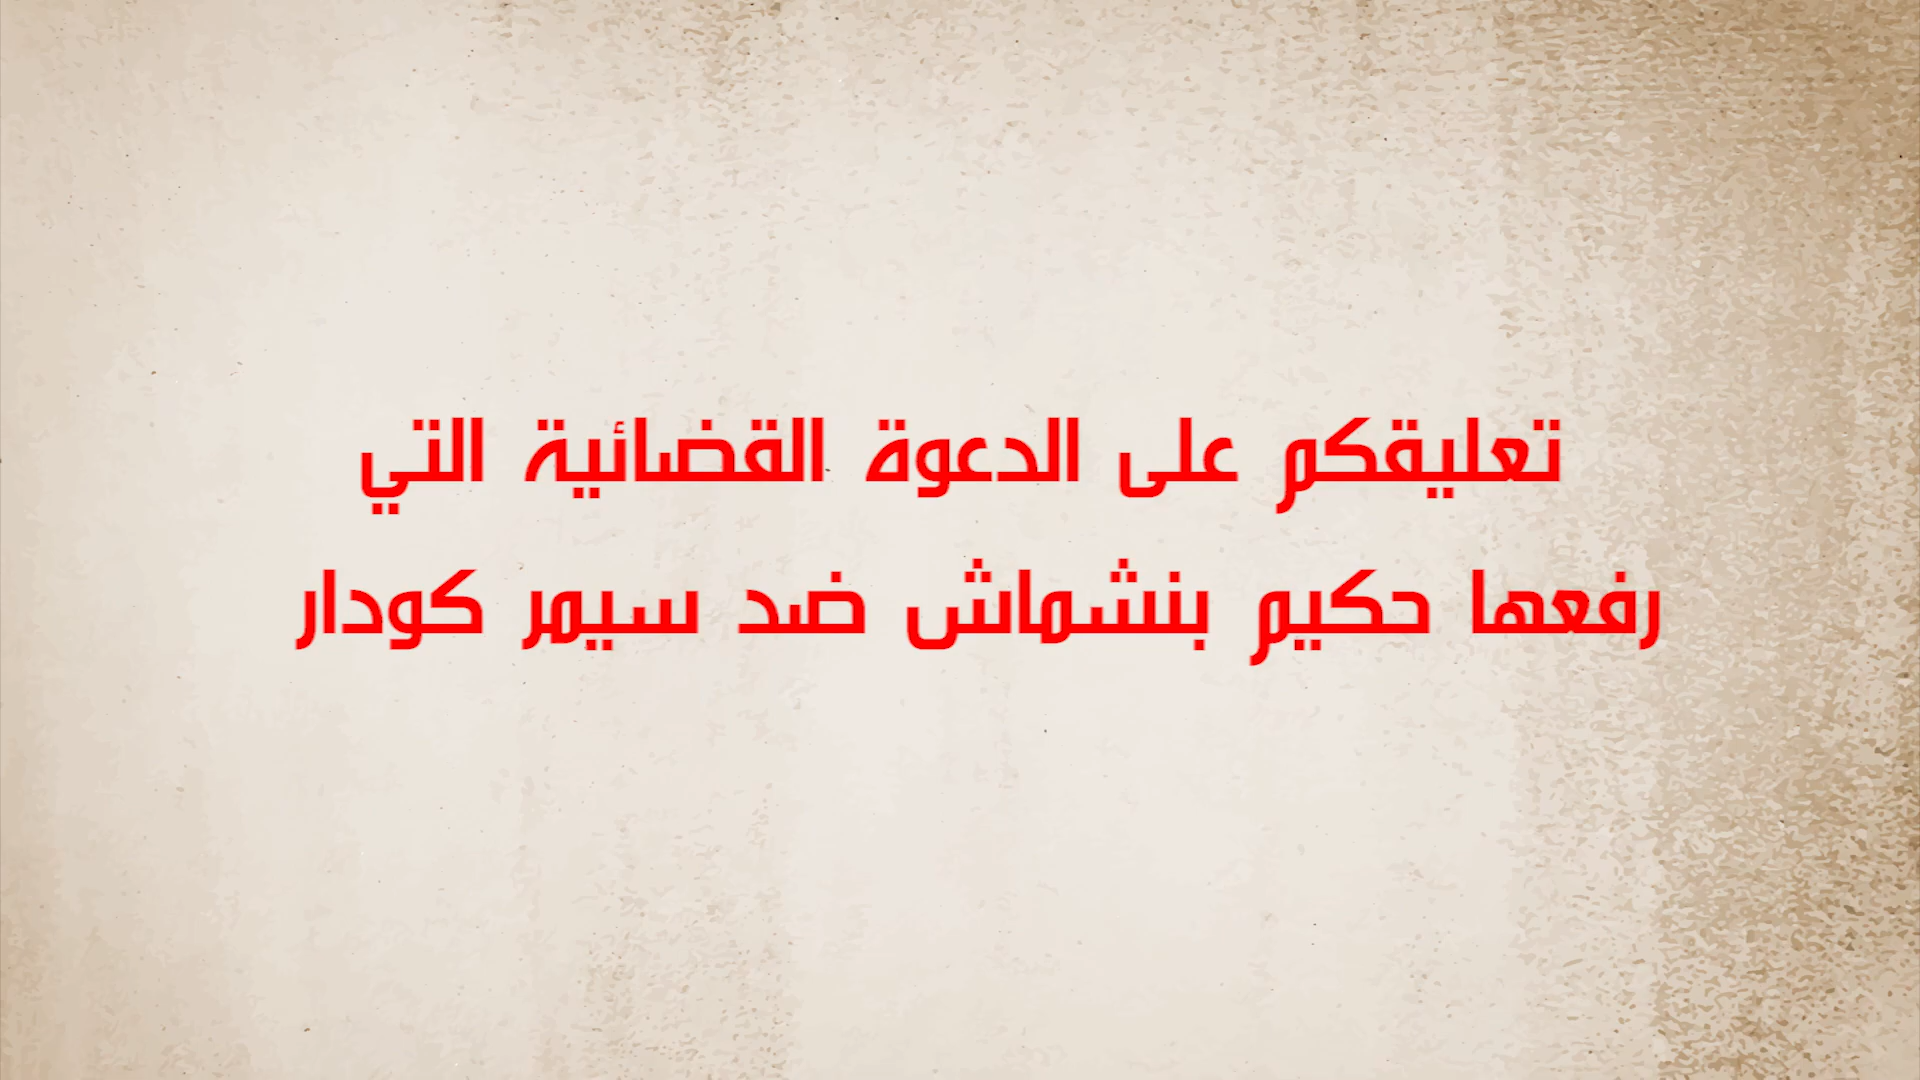 تعليقكم على الدعوة القضائية التي
رفعها حكيم بنشماش ضد سيمر كودار